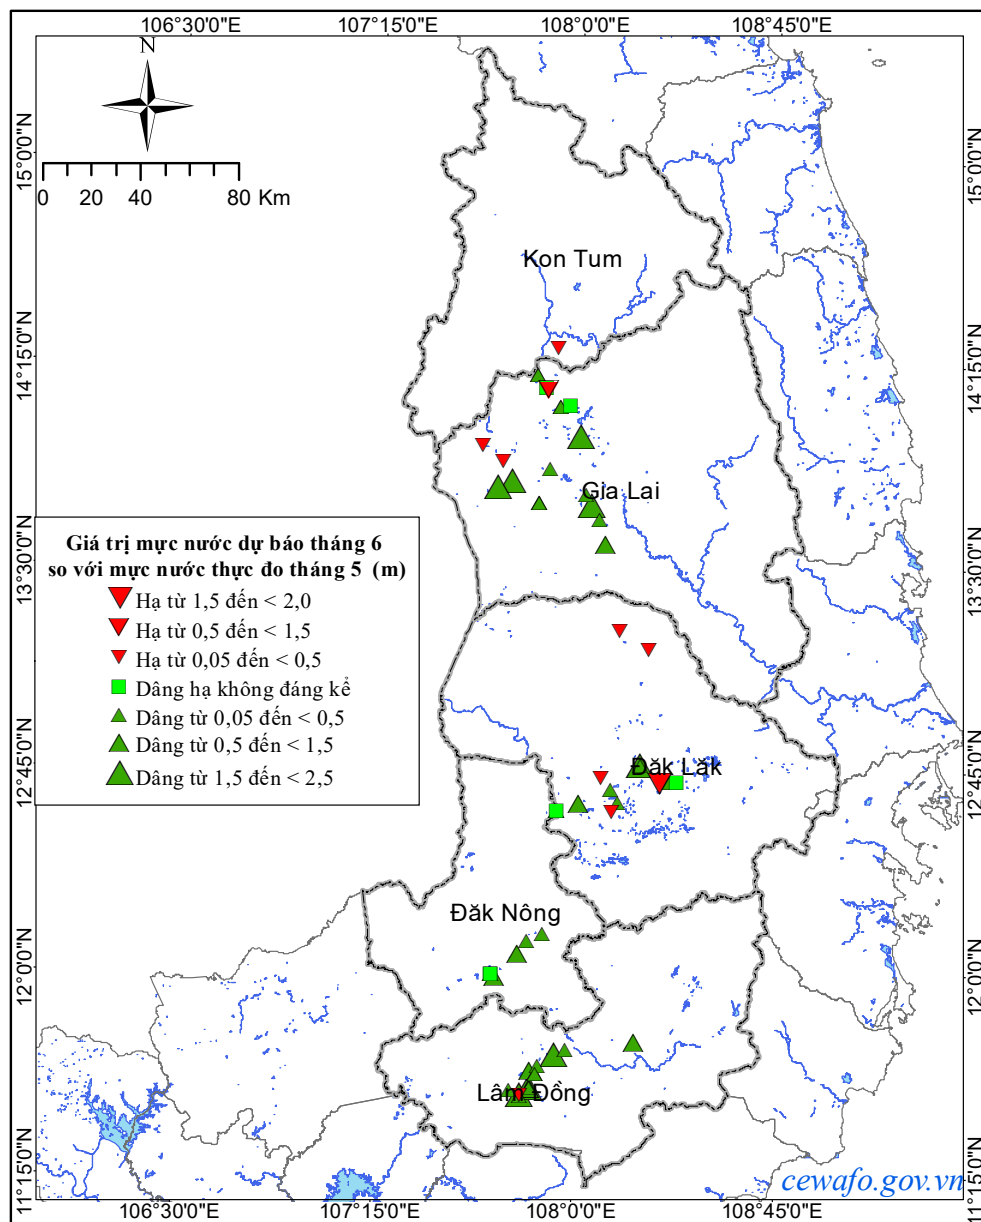 106°30'0"E 107°15'0"E 108°0'0"E 108°45'0"E
N
0 20 40 80 Km
15°0'0"N
14°15'0"N
13°30'0"N
12°45'0"N
12°0'0"N
11°15'0"N
15°0'0"N
14°15'0"N
13°30'0"N
12°45'0"N
12°0'0"N
11°15'0"N
Kon Tum
Gia Lai
Giá trị mực nước dự báo tháng 6
so với mực nước thực đo tháng 5 (m)
Hạ từ 1,5 đến < 2,0
Hạ từ 0,5 đến < 1,5
Hạ từ 0,05 đến < 0,5
Dâng hạ không đáng kể
Dâng từ 0,05 đến < 0,5
Dâng từ 0,5 đến < 1,5
Dâng từ 1,5 đến < 2,5
Đăk Lăk
Đăk Nông
Lâm Đồng
cewafo.gov.vn
106°30'0"E 107°15'0"E 108°0'0"E 108°45'0"E